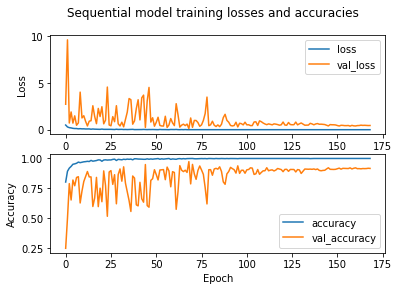 Sequential model training losses and accuracies
10
5
0
Loss
loss
val_loss
0
25
50
75
100
125
150
175
1.00
0.75
0.50
0.25
Accuracy
accuracy
val_accuracy
0
25
50
75
100
125
150
175
Epoch